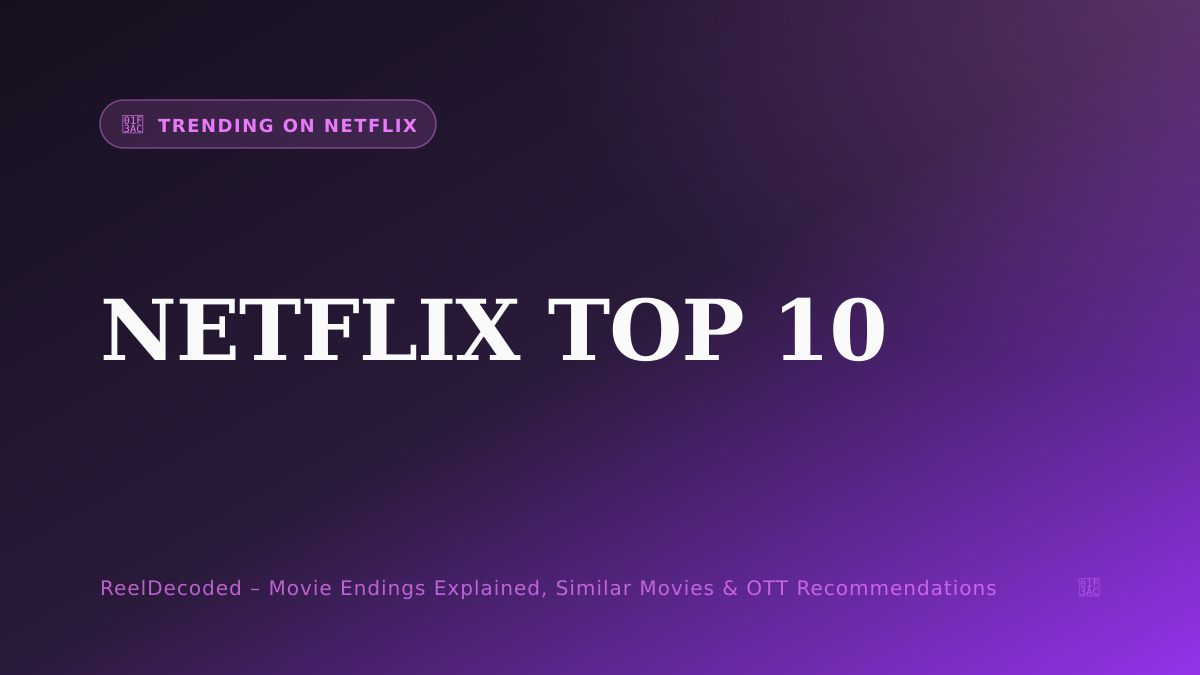 TRENDING ON NETFLIX
NETFLIX TOP 10
ReelDecoded – Movie Endings Explained, Similar Movies & OTT Recommendations